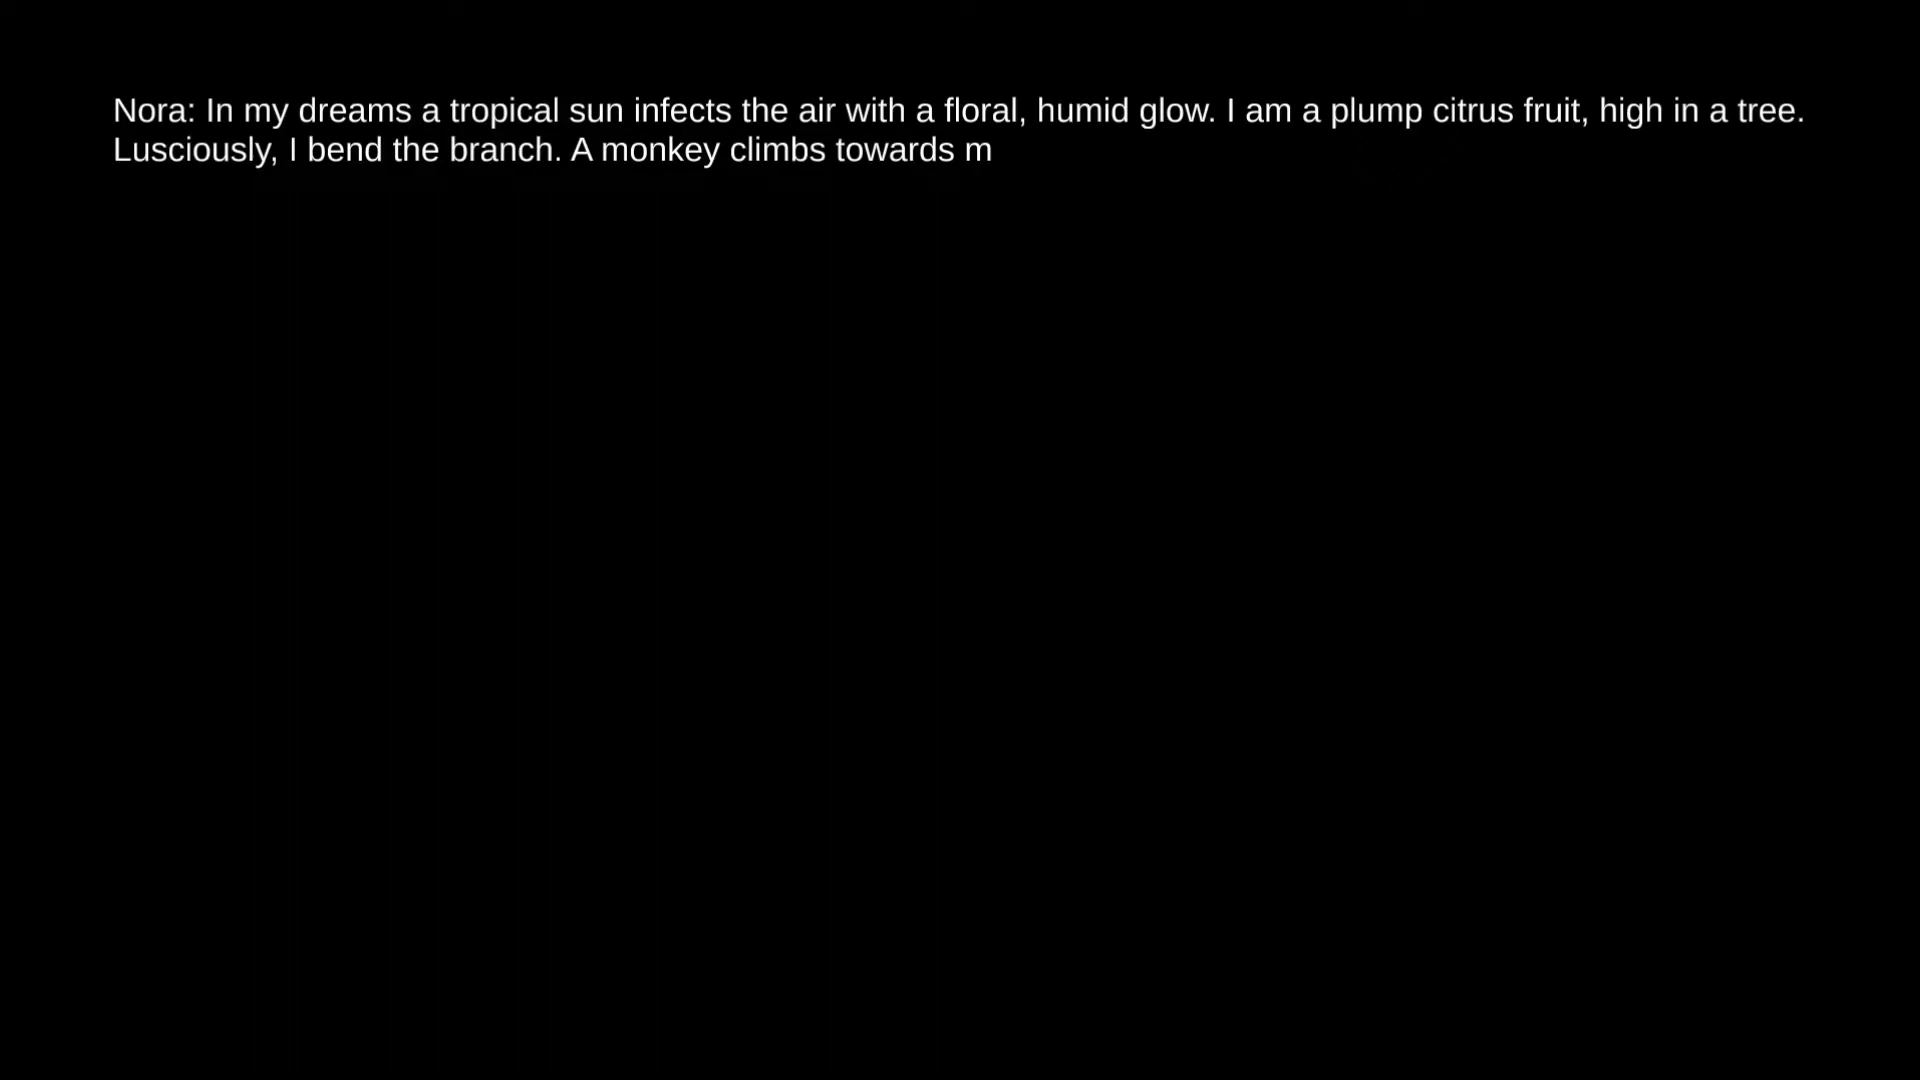 Nora: In my dreams a tropical sun infects the air with a floral, humid glow. I am a plump citrus fruit, high in a tree.
Lusciously, I bend the branch. A monkey climbs towards m